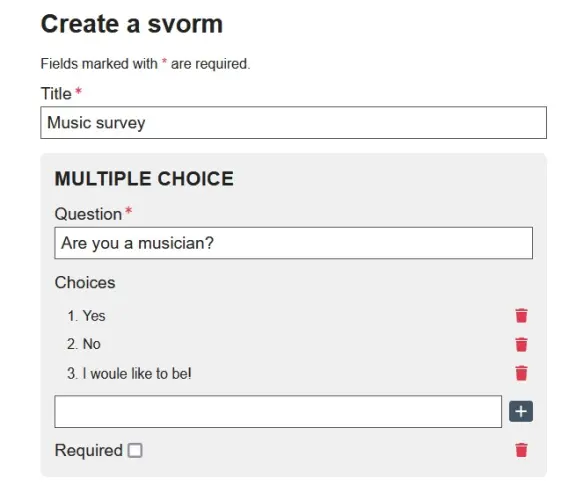 Create a svorm
Fields marked with * are required.
Title *
Music survey
MULTIPLE CHOICE
Question *
Are you a musician?
Choices
1. Yes
2. No
3. I woule like to be!
Required